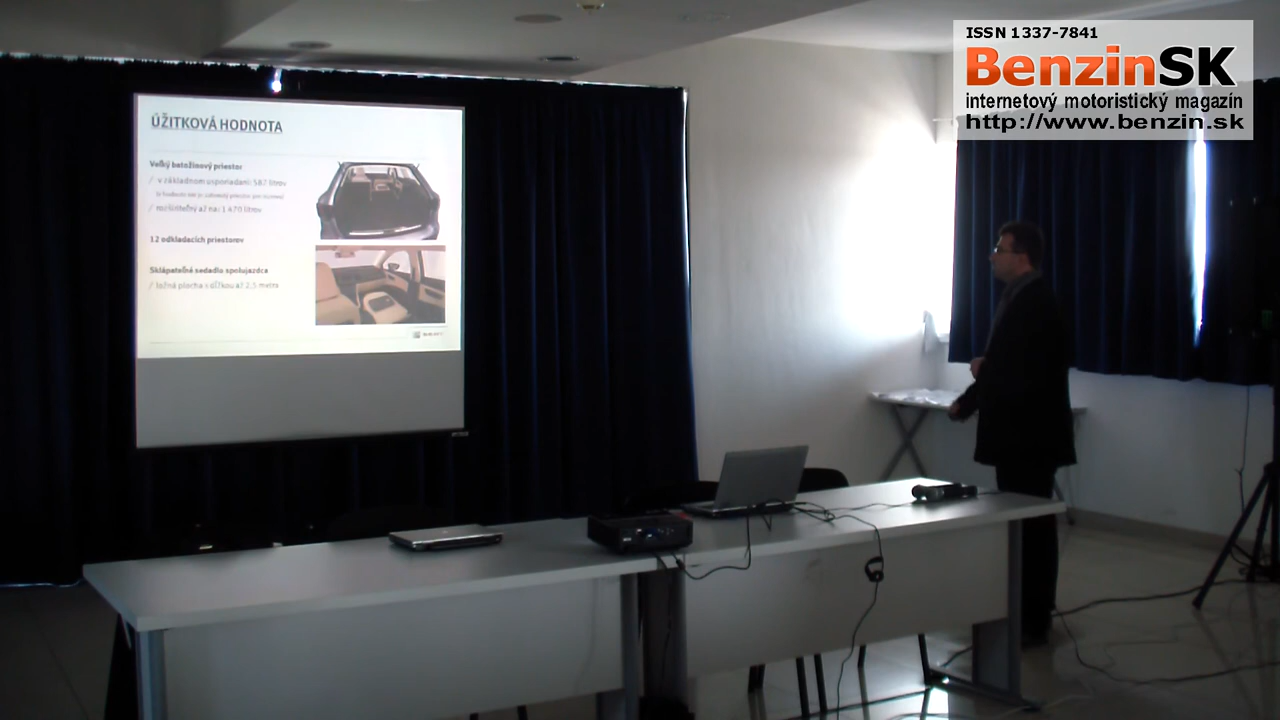 ISSN 1337-7841
BenzinSK
internetový motoristický magazín
http://www.benzin.sk
ÚŽITKOVÁ HODNOTA
Veľký batožinový priestor
/ v základnom usporiadaní: 587 litrov
/ rozšíriteľný až na: 1 470 litrov
12 odkladacích priestorov
Sklápateľné sedadlo spolujazdca
/ ložná plocha s dĺžkou až 2,5 metra